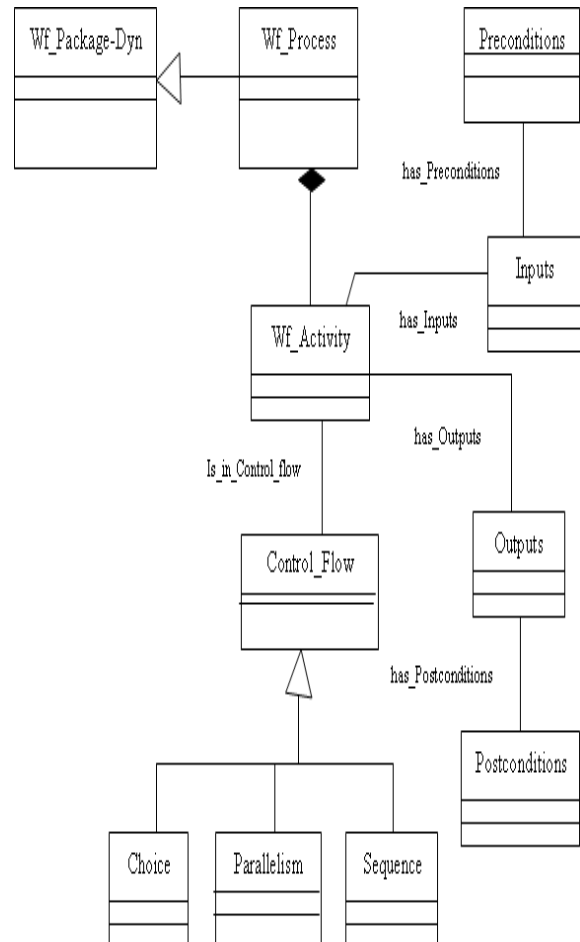 Wf_Package-Dyn
Wf_Process
Preconditions
has_Preconditions
Inputs
has_Inputs
Wf_Activity
has_Outputs
Is_in_Control_flow
Outputs
Control_Flow
has_Postconditions
Postconditions
Choice
Parallelism
Sequence